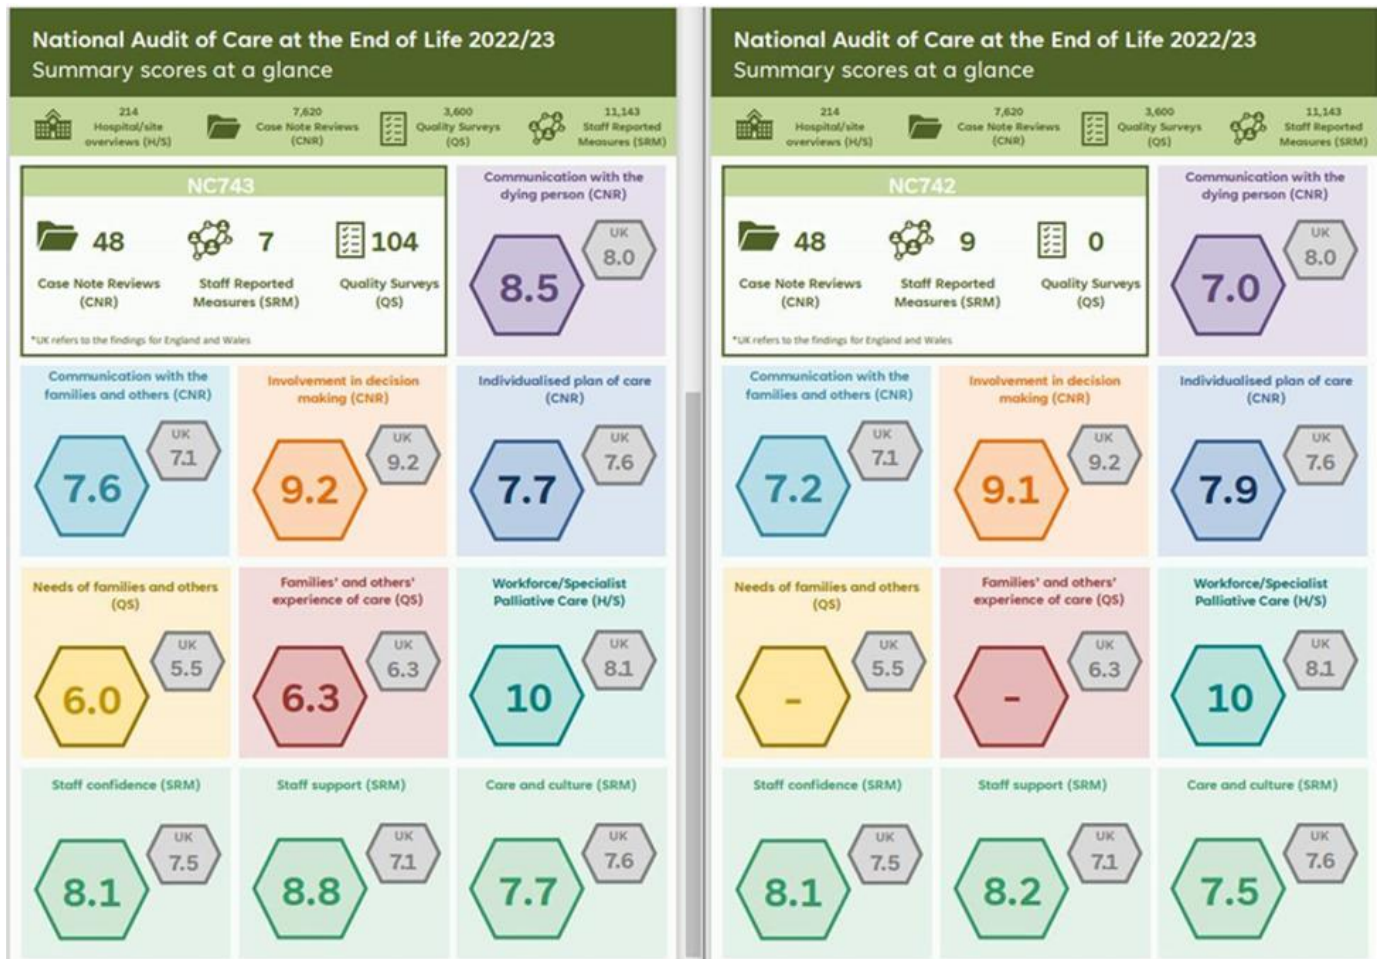 National Audit of Care at the End of Life 2022/23
Summary scores at a glance
214
Hospital/site
overviews (H/S)
7,620
Case Note Reviews
(CNR)
3,600
Quality Surveys
(QS)
11,143
Staff Reported
Measures (SRM)
NC743
48
Case Note Reviews
(CNR)
7
Staff Reported
Measures (SRM)
104
Quality Surveys
(QS)
*UK refers to the findings for England and Wales
Communication with the
dying person (CNR)
8.5
UK
8.0
Communication with the
families and others (CNR)
7.6
UK
7.1
Involvement in decision
making (CNR)
9.2
UK
9.2
Individualised plan of care
(CNR)
7.7
UK
7.6
Needs of families and others
(QS)
6.0
UK
5.5
Families' and others'
experience of care (QS)
6.3
UK
6.3
Workforce/Specialist
Palliative Care (H/S)
10
UK
8.1
Staff confidence (SRM)
8.1
UK
7.5
Staff support (SRM)
8.8
UK
7.1
Care and culture (SRM)
7.7
UK
7.6
National Audit of Care at the End of Life 2022/23
Summary scores at a glance
214
Hospital/site
overviews (H/S)
7,620
Case Note Reviews
(CNR)
3,600
Quality Surveys
(QS)
11,143
Staff Reported
Measures (SRM)
NC742
48
Case Note Reviews
(CNR)
9
Staff Reported
Measures (SRM)
0
Quality Surveys
(QS)
*UK refers to the findings for England and Wales
Communication with the
dying person (CNR)
7.0
UK
8.0
Communication with the
families and others (CNR)
7.2
UK
7.1
Involvement in decision
making (CNR)
9.1
UK
9.2
Individualised plan of care
(CNR)
7.9
UK
7.6
Needs of families and others
(QS)
-
UK
5.5
Families' and others'
experience of care (QS)
-
UK
6.3
Workforce/Specialist
Palliative Care (H/S)
10
UK
8.1
Staff confidence (SRM)
8.1
UK
7.5
Staff support (SRM)
8.2
UK
7.1
Care and culture (SRM)
7.5
UK
7.6